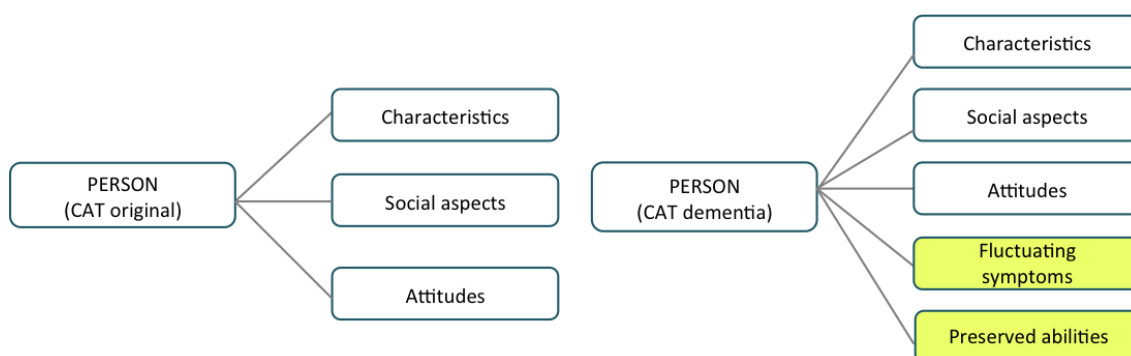 PERSON
(CAT original)
Characteristics
Social aspects
Attitudes
PERSON
(CAT dementia)
Characteristics
Social aspects
Attitudes
Fluctuating
symptoms
Preserved abilities